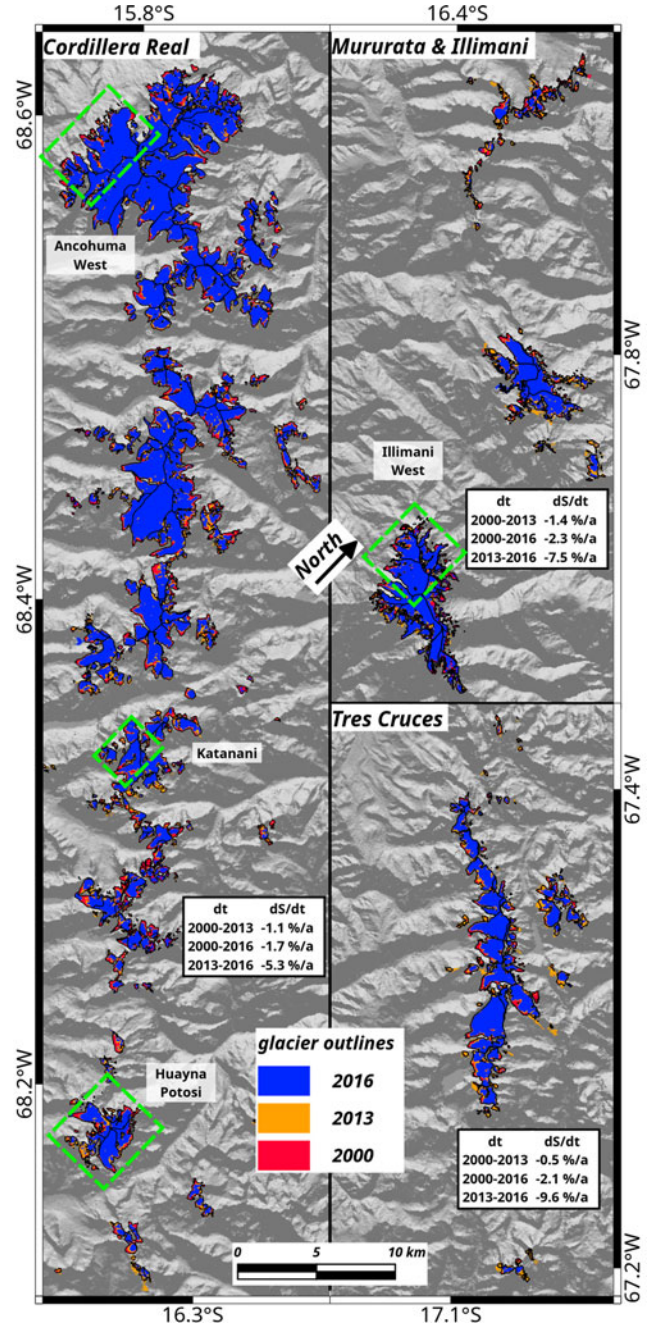 15.8°S
16.4°S
Cordillera Real
Mururata & Illimani
68.6°W
Ancohuma
West
67.8°W
Illimani
West
dt dS/dt
2000-2013 -1.4 %/a
2000-2016 -2.3 %/a
2013-2016 -7.5 %/a
North
68.4°W
Tres Cruces
Katanani
67.4°W
dt dS/dt
2000-2013 -1.1 %/a
2000-2016 -1.7 %/a
2013-2016 -5.3 %/a
glacier outlines
2016
2013
2000
Huayna
Potosi
68.2°W
dt dS/dt
2000-2013 -0.5 %/a
2000-2016 -2.1 %/a
2013-2016 -9.6 %/a
0 5 10 km
67.2°W
16.3°S
17.1°S